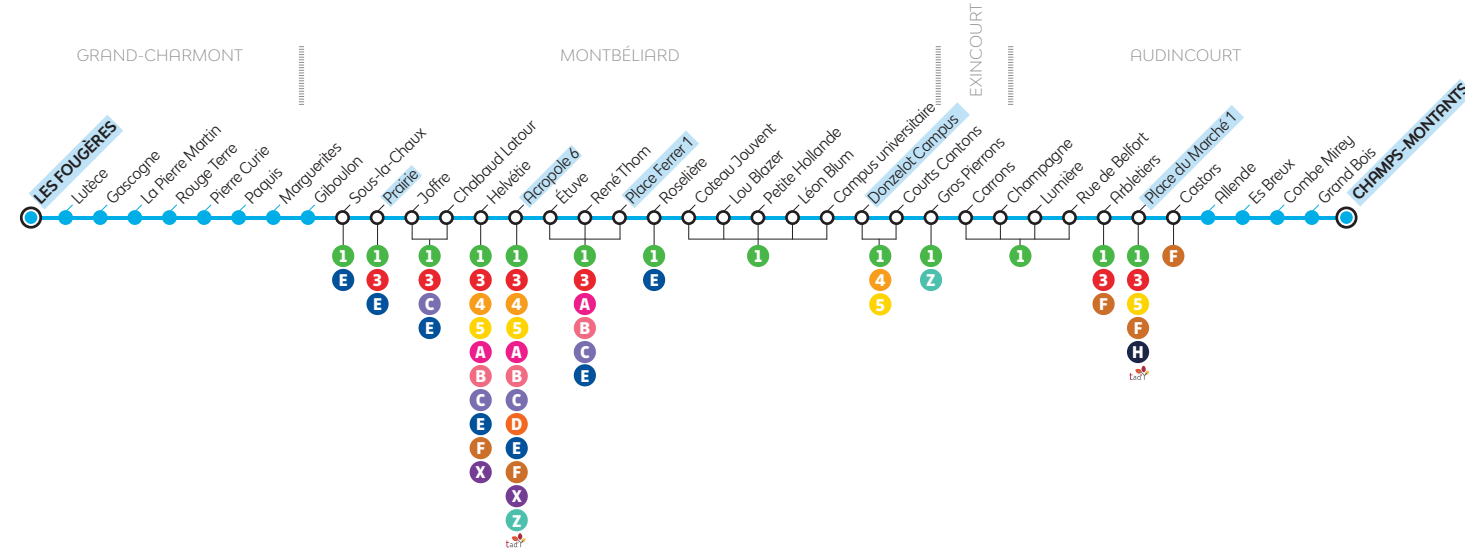 GRAND-CHARMONT
MONTBÉLIARD
EXINCOURT
AUDINCOURT
LES FOUGÈRES
Lutèce
Gascogne
La Pierre Martin
Rouge Terre
Pierre Curie
Paquis
Marguerites
Giboulon
Sous-la-Chaux
Prairie
Joffre
Chabaud Latour
Helvétie
Acropole 6
Étuve
René Thom
Place Ferrer 1
Roselière
Coteau Jouvent
Lou Blazer
Petite Hollande
Léon Blum
Campus universitaire
Donzelot Campus
Courts Cantons
Gros Pierrons
Carrons
Champagne
Lumière
Rue de Belfort
Arbletiers
Place du Marché 1
Castors
Allende
Es Breux
Combe Mirey
Grand Bois
CHAMPS-MONTANTS
1 E
1 3 E
1 3 C E
1 3 4 5 A B C E F X
1 3 4 5 A B C D E F X Z tad
1 3 A B C E
1 E
1
1 4 5
1 Z
1
1 3 F
1 3 5 F H tad
F